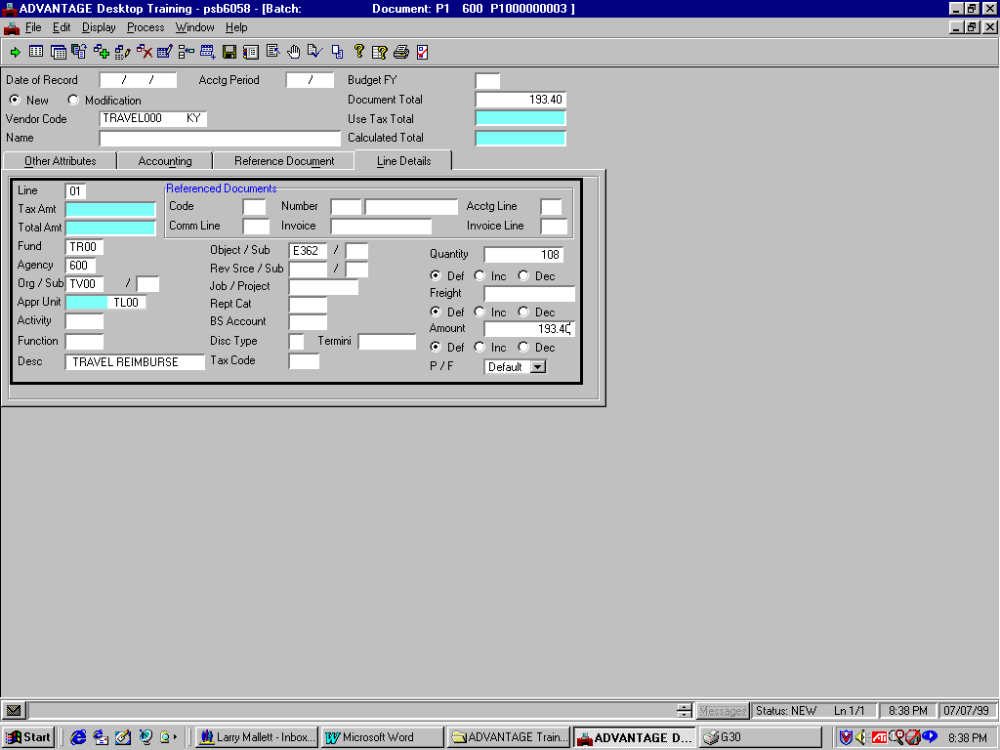 ADVANTAGE Desktop Training - psb6058 - [Batch: Document: P1 600 P1000000003 ]
File Edit Display Process Window Help
Date of Record / / Acctg Period / Budget FY
New Modification Document Total 193.40
Vendor Code TRAVEL000 KY Use Tax Total
Name Calculated Total
Other Attributes Accounting Reference Document Line Details
Line 01 Referenced Documents
Tax Amt Code Number Acctg Line
Total Amt Comm Line Invoice Invoice Line
Fund TR00 Object / Sub E362 / Quantity 108
Agency 600 Rev Srce / Sub / Def Inc Dec
Org / Sub TV00 / Job / Project Freight
Appr Unit TL00 Rept Cat Def Inc Dec
Activity BS Account Amount 193.40
Function Disc Type Termini Def Inc Dec
Desc TRAVEL REIMBURSE Tax Code P / F Default
Messages Status: NEW Ln 1/1 8:38 PM 07/07/99
Start Larry Mallett - Inbox... Microsoft Word ADVANTAGE Train... ADVANTAGE D... G30 8:38 PM